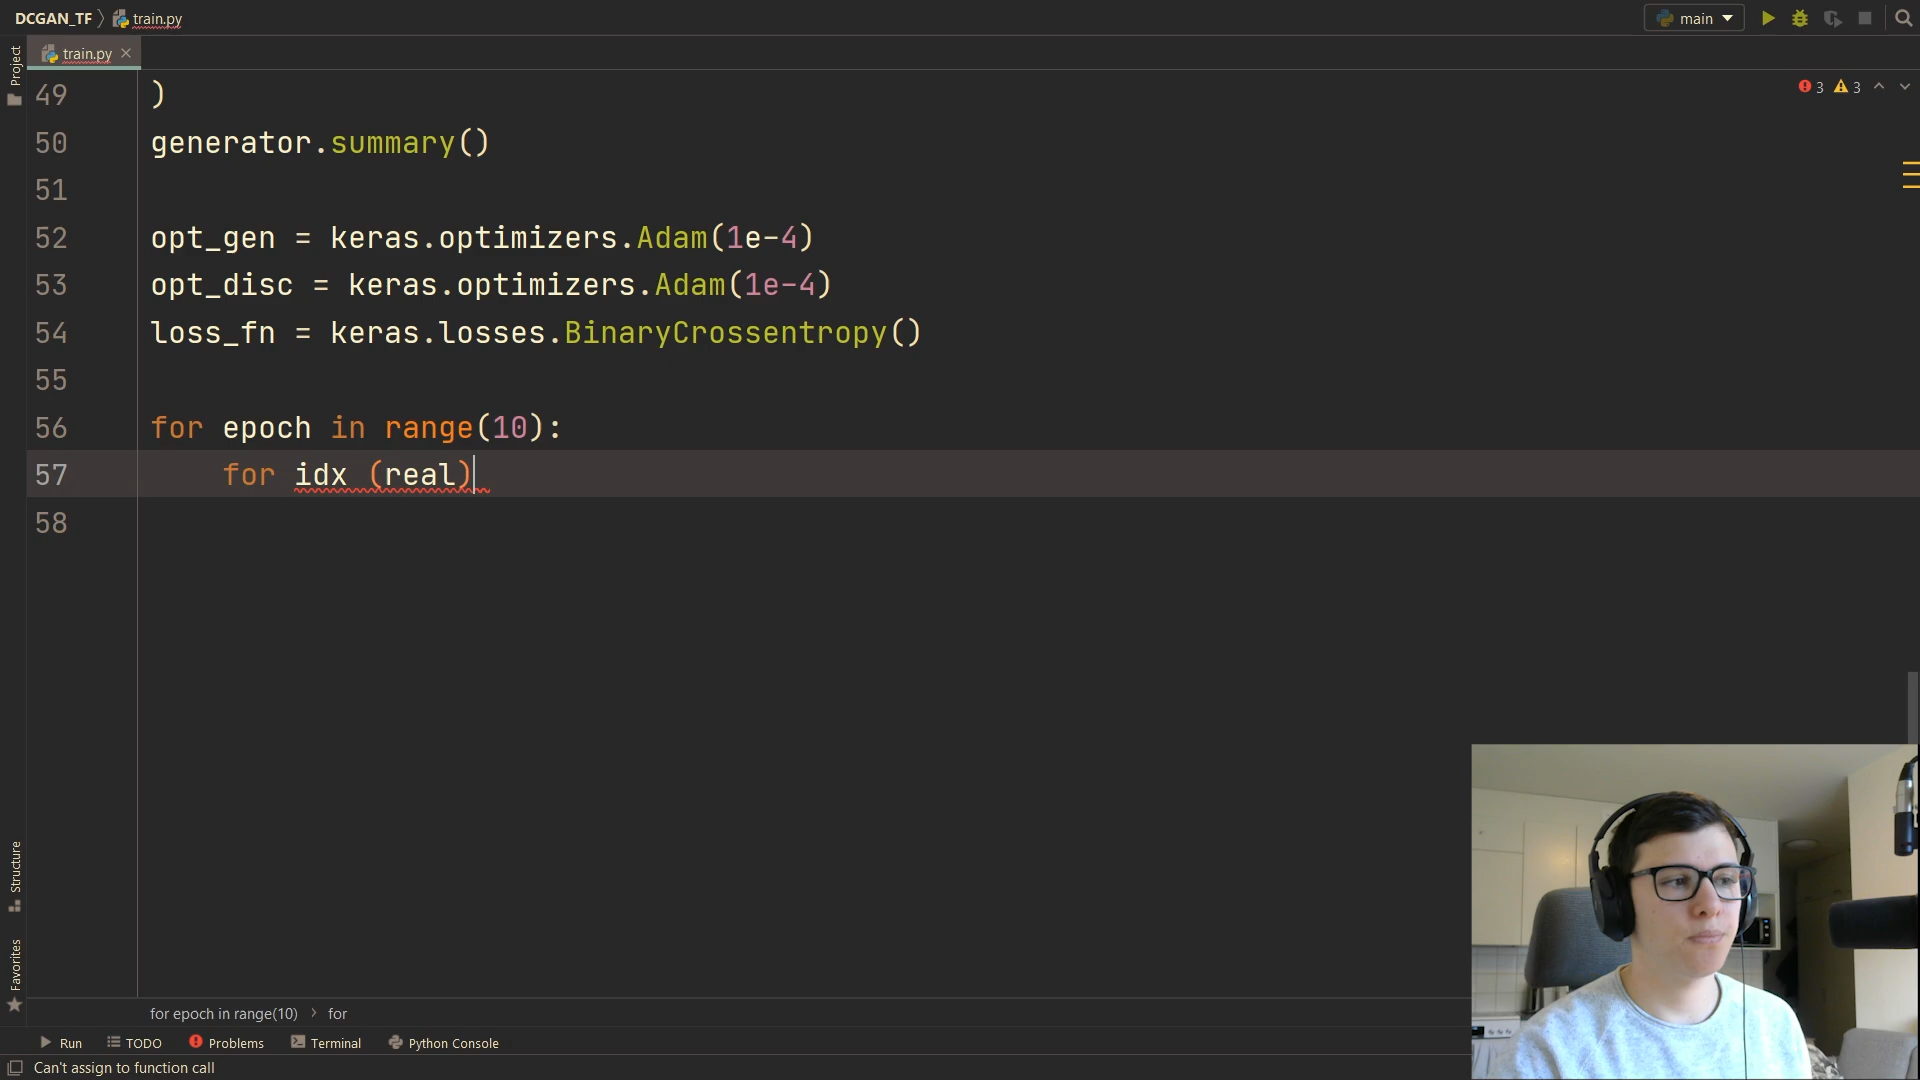 DCGAN_TF train.py
main
train.py
Project
3 3
49 )
50 generator.summary()
51
52 opt_gen = keras.optimizers.Adam(1e-4)
53 opt_disc = keras.optimizers.Adam(1e-4)
54 loss_fn = keras.losses.BinaryCrossentropy()
55
56 for epoch in range(10):
57 for idx (real)
58
Structure
Favorites
for epoch in range(10) › for
Run TODO Problems Terminal Python Console
Can't assign to function call